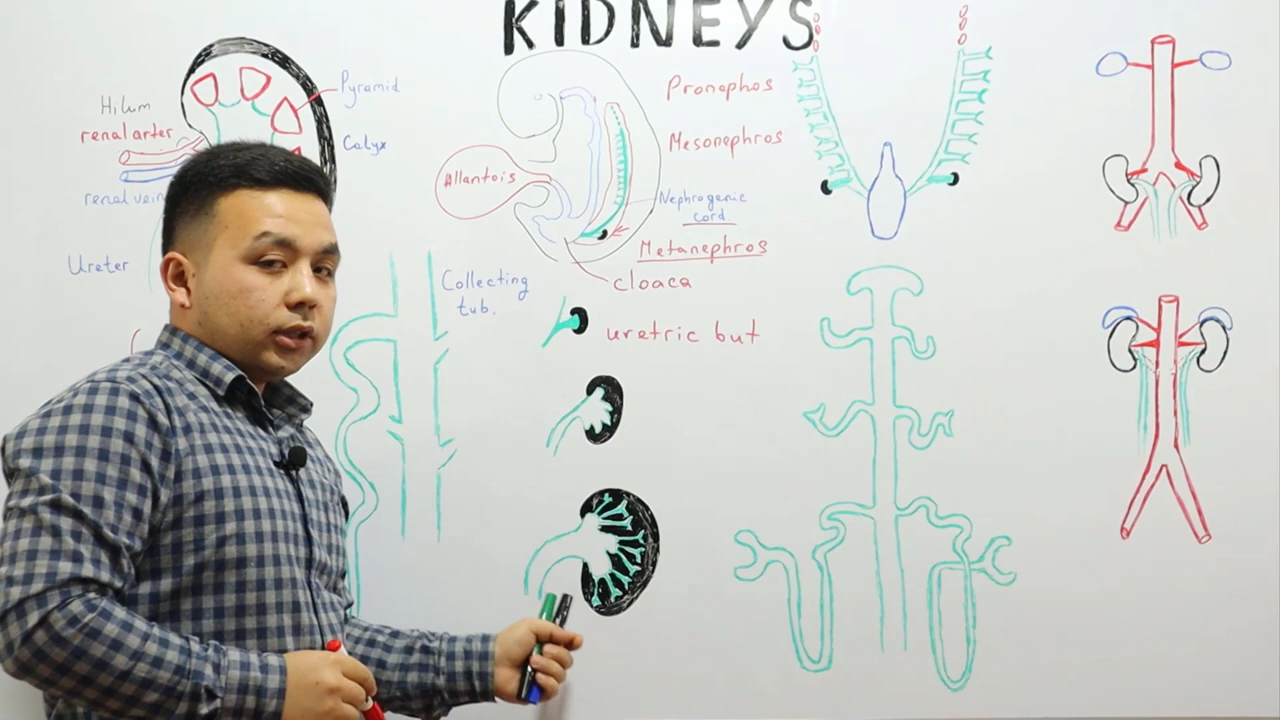 KIDNEYS
Hilum
renal arter
renal vein
Ureter
Pyramid
Calyx
Collecting
tub.
Allantois
Pronephos
Mesonephros
Nephrogenic
cord
Metanephros
cloaca
uretric but